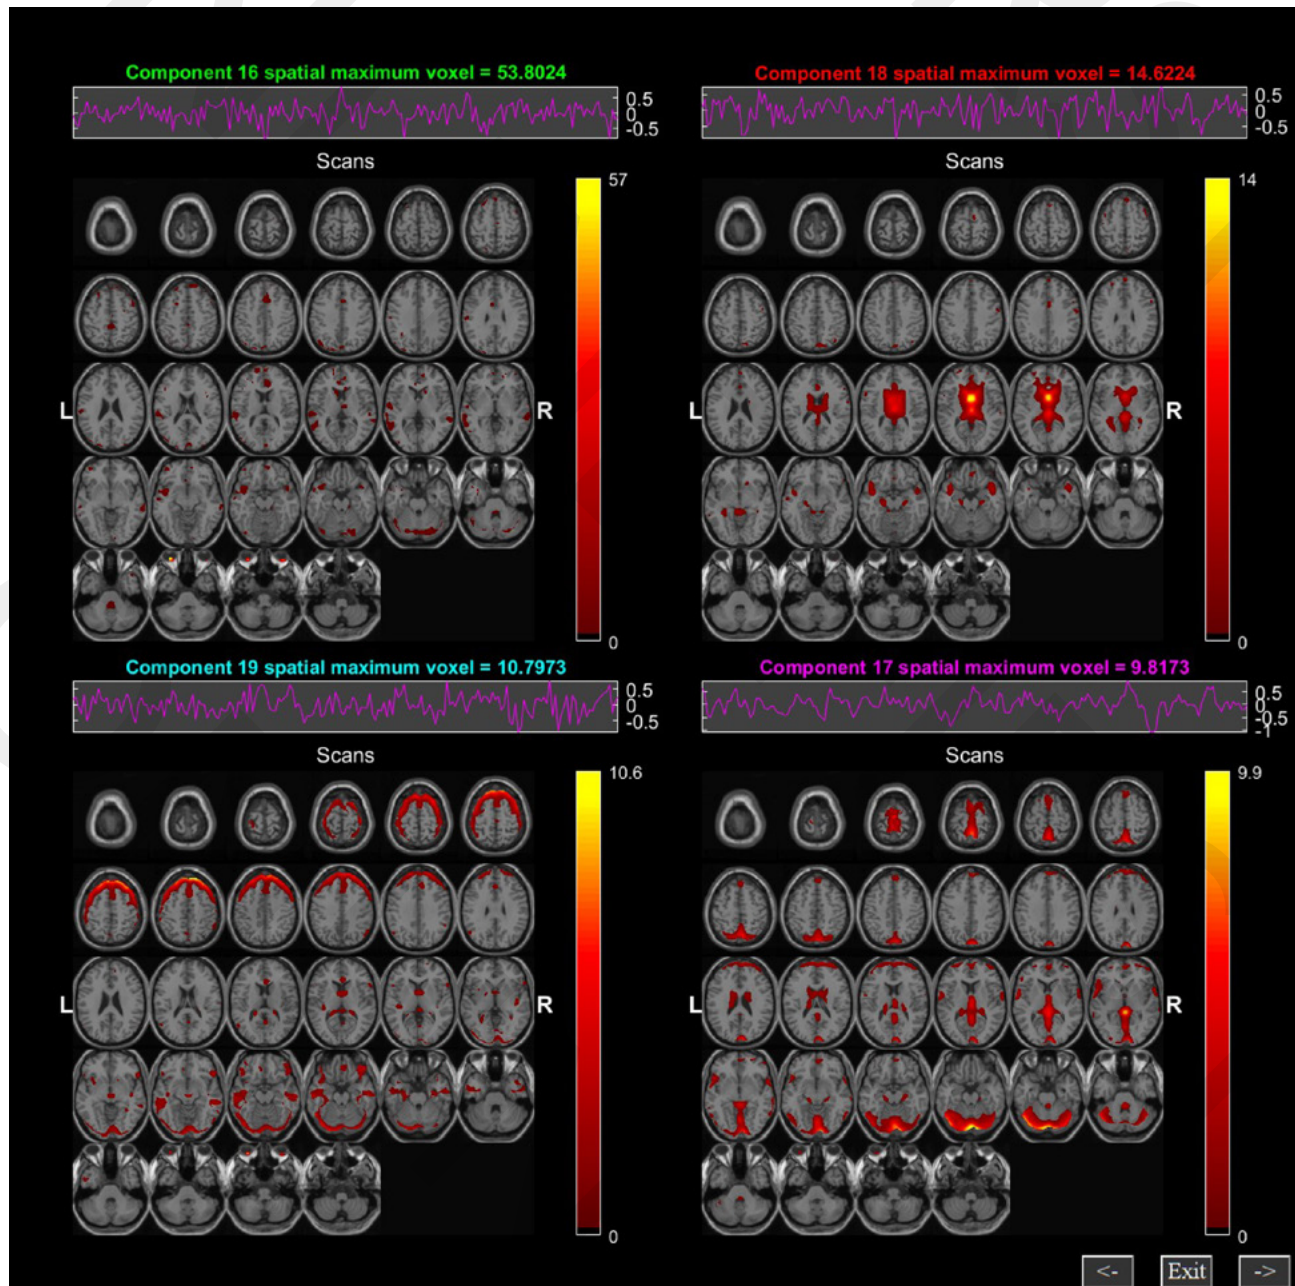 Component 16 spatial maximum voxel = 53.8024
0.5
0
-0.5
Scans
57
L
R
0
Component 18 spatial maximum voxel = 14.6224
0.5
0
-0.5
Scans
14
L
R
0
Component 19 spatial maximum voxel = 10.7973
0.5
0
-0.5
Scans
10.6
L
R
0
Component 17 spatial maximum voxel = 9.8173
0.5
0
-0.5
-1
Scans
9.9
L
R
0
<- Exit ->